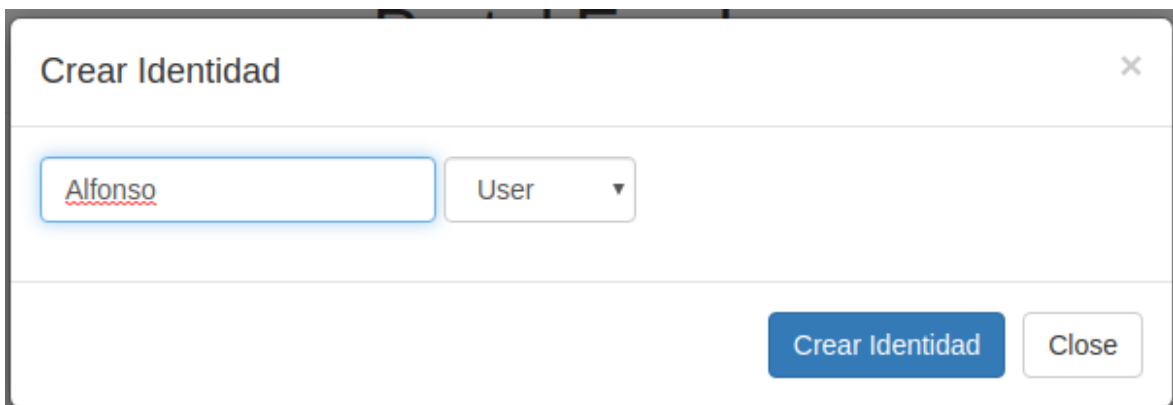 Crear Identidad ×
Alfonso User ▼
Crear Identidad Close